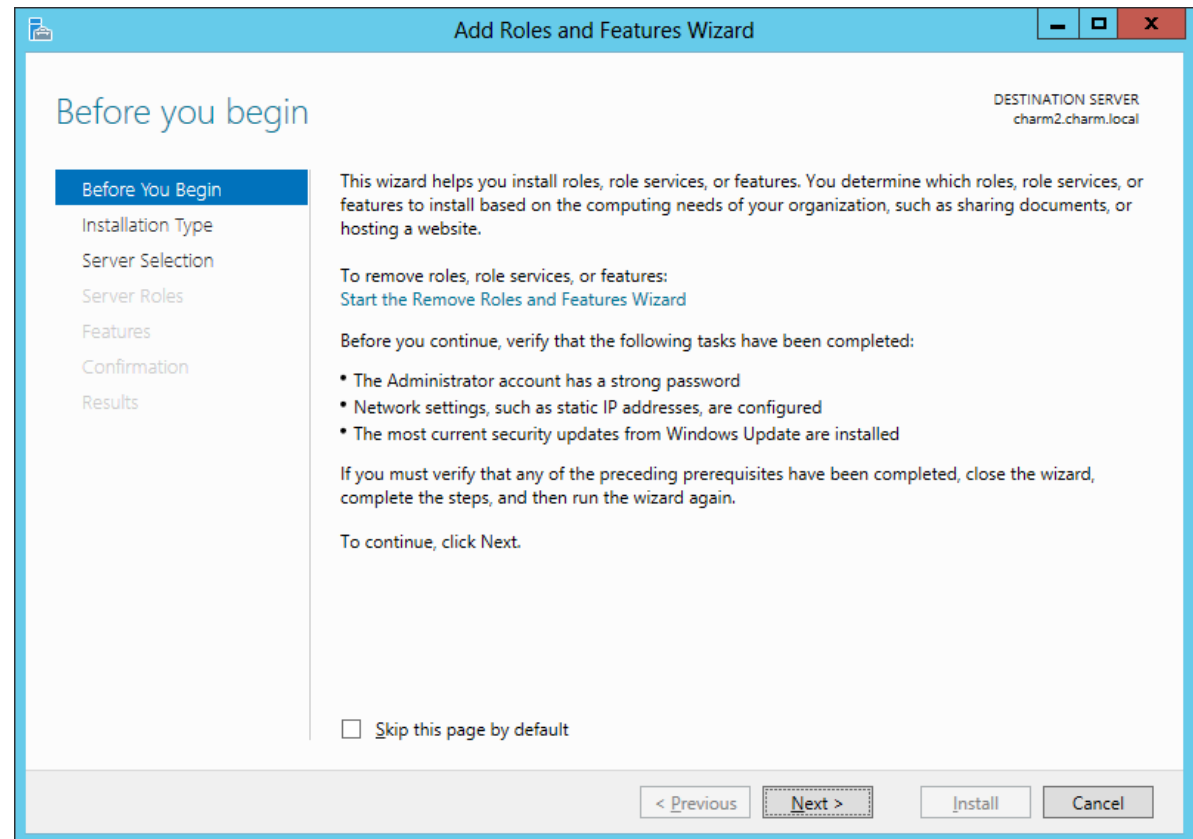 Add Roles and Features Wizard
Before you begin
DESTINATION SERVER
charm2.charm.local
Before You Begin
Installation Type
Server Selection
Server Roles
Features
Confirmation
Results
This wizard helps you install roles, role services, or features. You determine which roles, role services, or
features to install based on the computing needs of your organization, such as sharing documents, or
hosting a website.
To remove roles, role services, or features:
Start the Remove Roles and Features Wizard
Before you continue, verify that the following tasks have been completed:
• The Administrator account has a strong password
• Network settings, such as static IP addresses, are configured
• The most current security updates from Windows Update are installed
If you must verify that any of the preceding prerequisites have been completed, close the wizard,
complete the steps, and then run the wizard again.
To continue, click Next.
Skip this page by default
< Previous
Next >
Install
Cancel